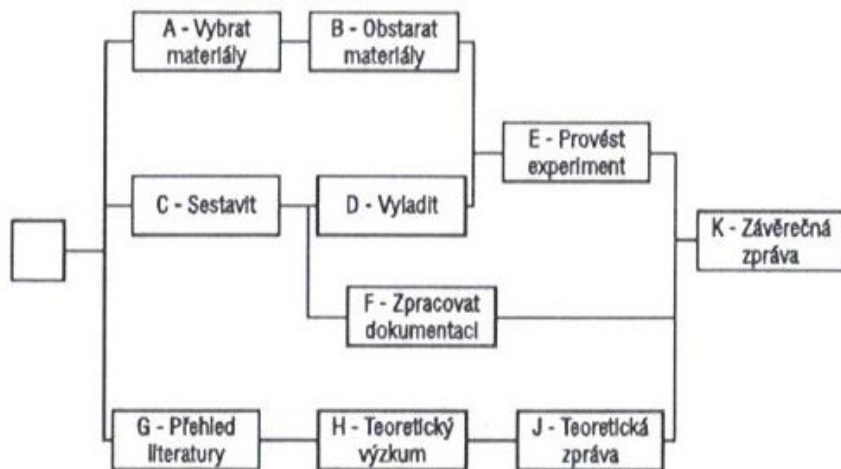 A - Vybrat
materiály
B - Obstarat
materiály
E - Provést
experiment
C - Sestavit
D - Vyladit
K - Závěrečná
zpráva
F - Zpracovat
dokumentaci
G - Přehled
literatury
H - Teoretický
výzkum
J - Teoretická
zpráva